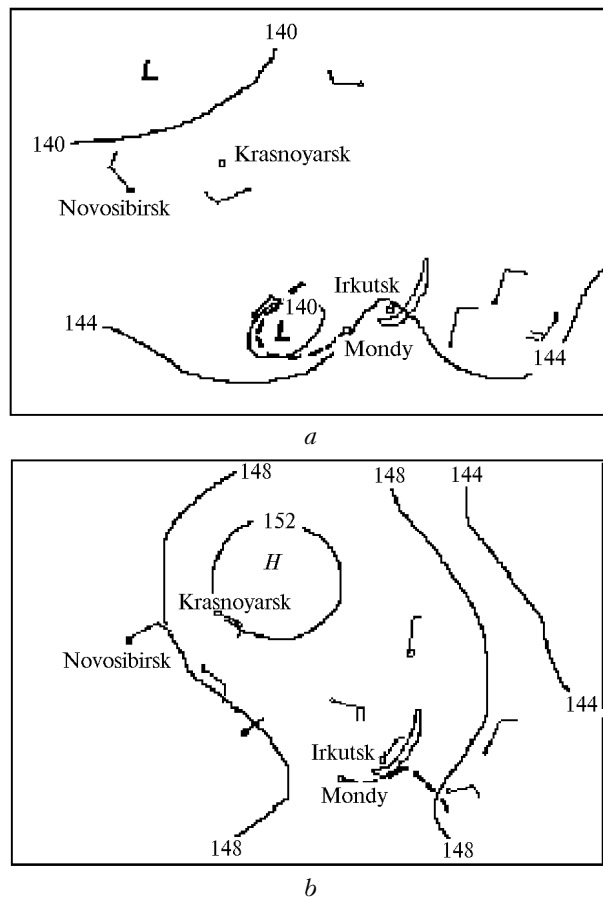 140
L
140
Krasnoyarsk
Novosibirsk
Irkutsk
140
144
L
Mondy
144
a
148
148
144
152
H
Krasnoyarsk
Novosibirsk
144
Irkutsk
Mondy
148
148
b